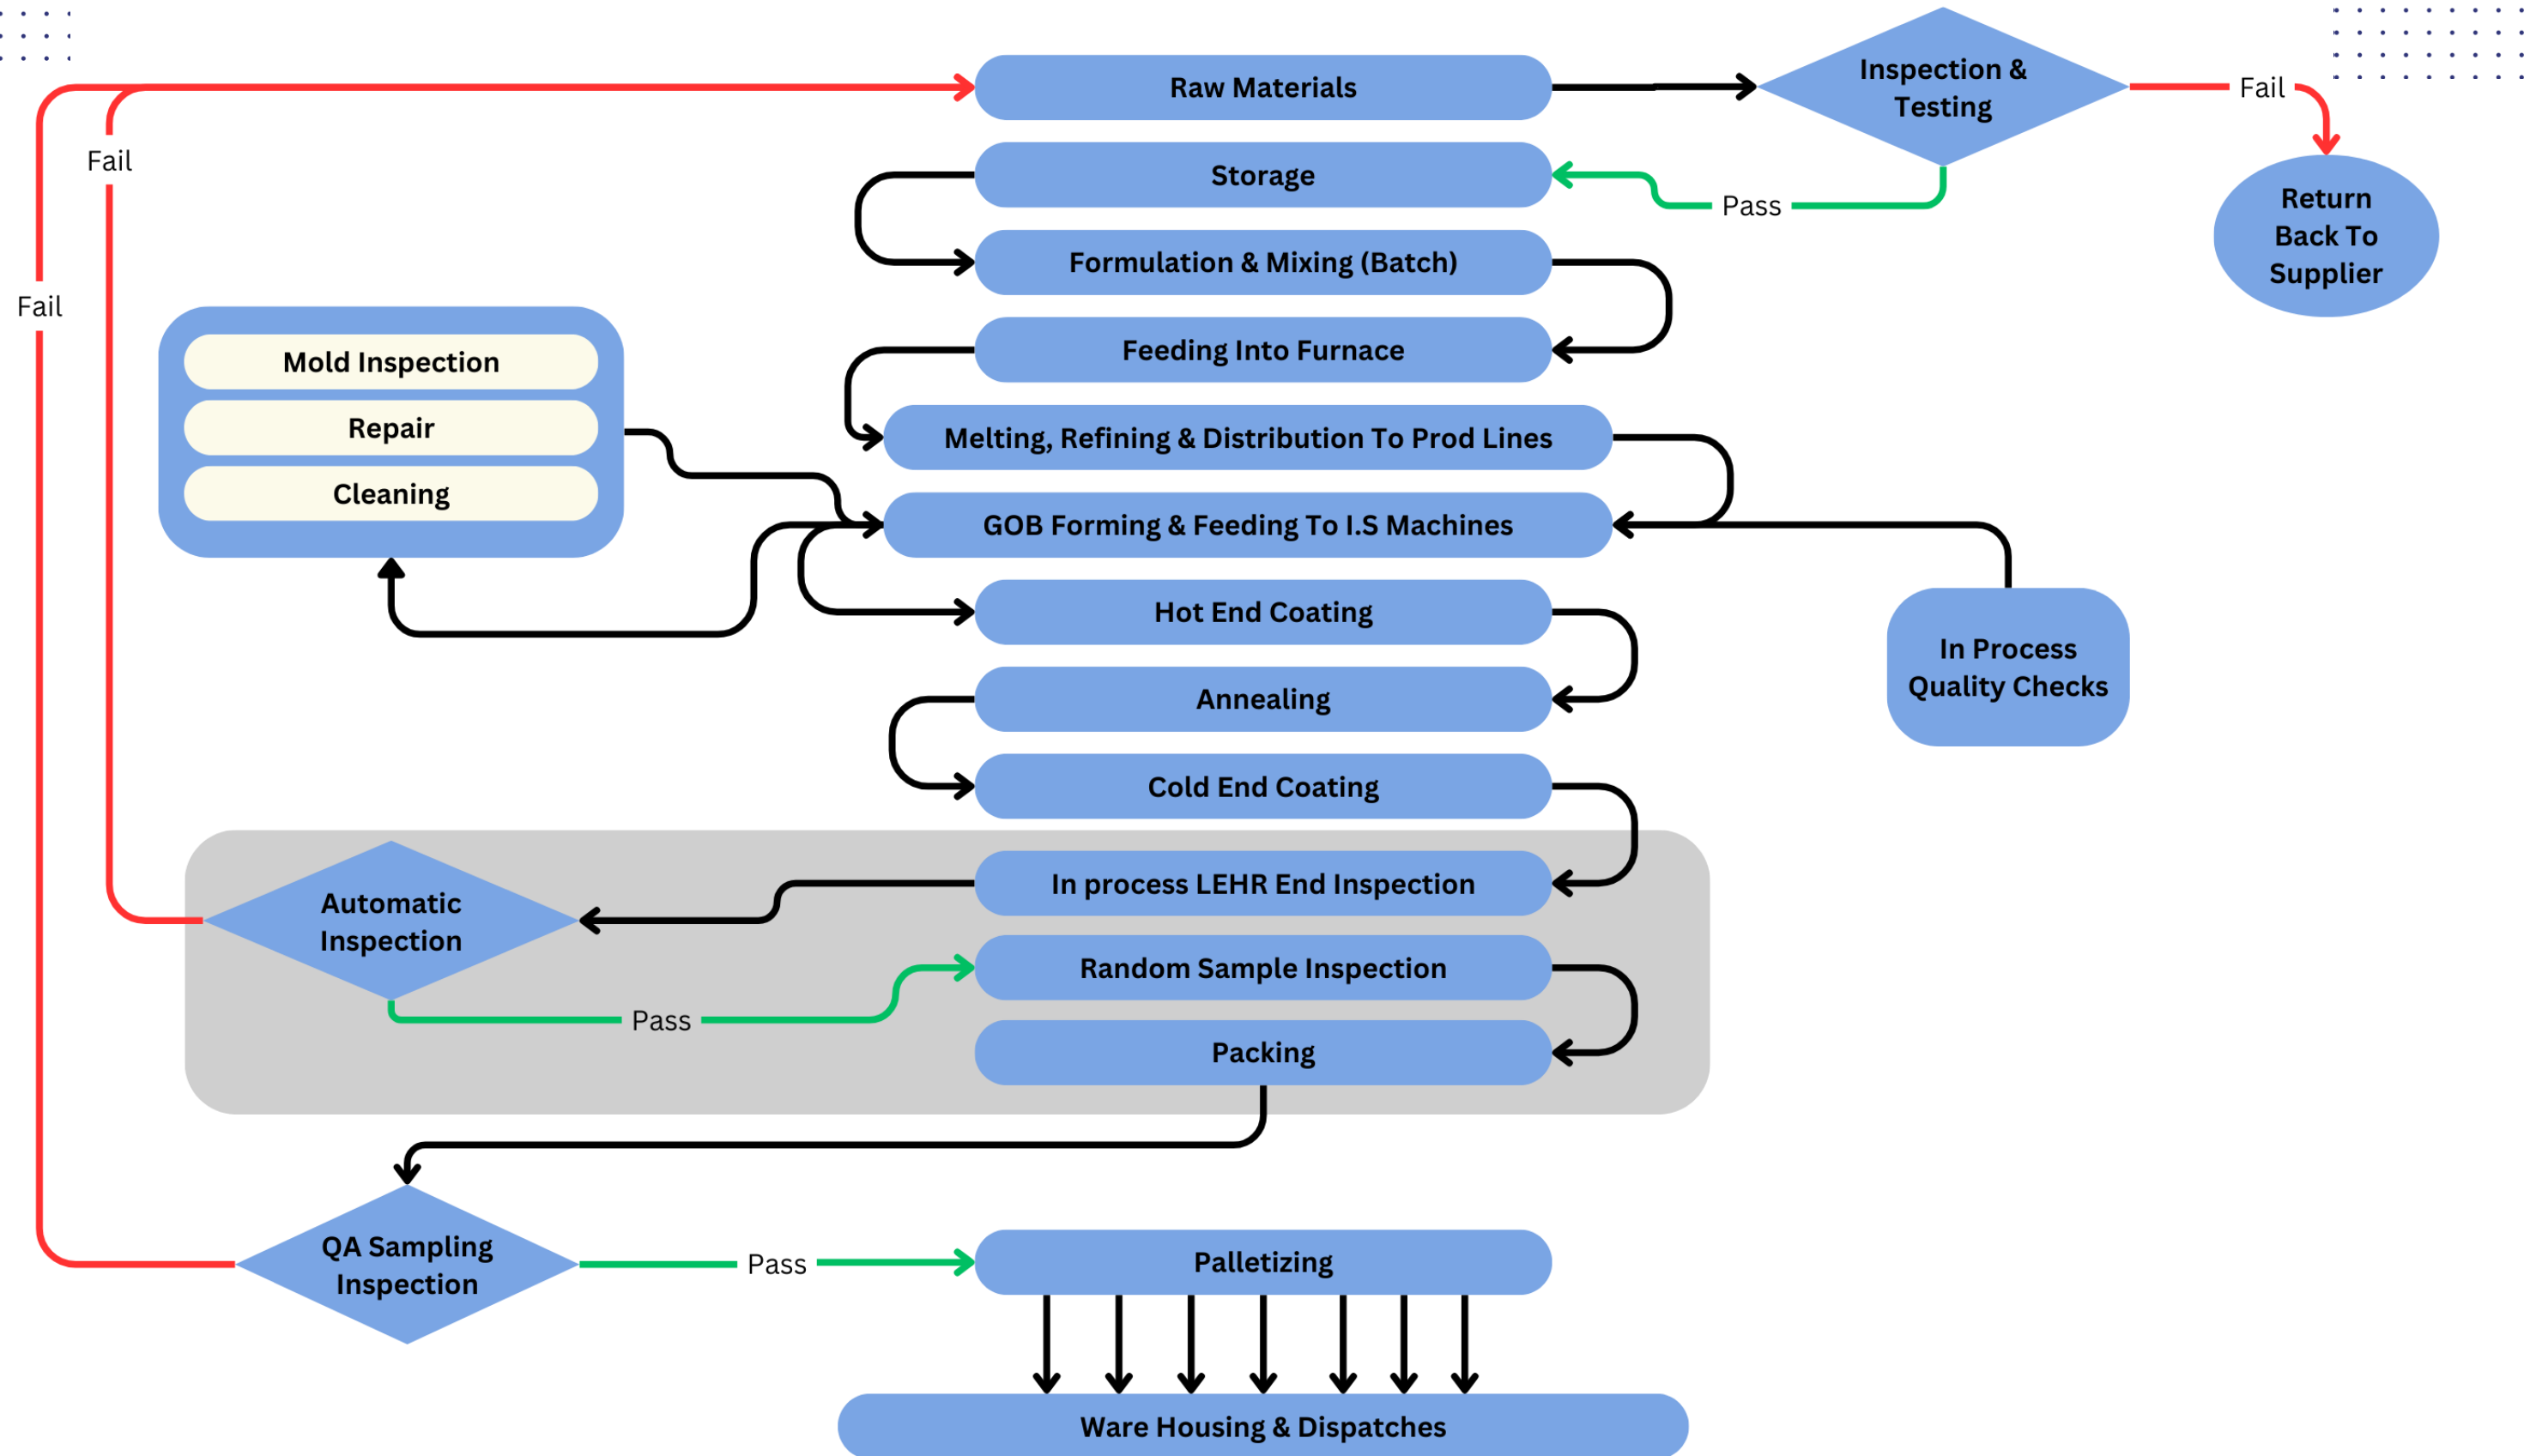 Raw Materials
Inspection &
Testing
Fail
Return
Back To
Supplier
Pass
Storage
Formulation & Mixing (Batch)
Feeding Into Furnace
Melting, Refining & Distribution To Prod Lines
GOB Forming & Feeding To I.S Machines
Mold Inspection
Repair
Cleaning
In Process
Quality Checks
Hot End Coating
Annealing
Cold End Coating
In process LEHR End Inspection
Automatic
Inspection
Fail
Pass
Random Sample Inspection
Packing
QA Sampling
Inspection
Fail
Pass
Palletizing
Ware Housing & Dispatches